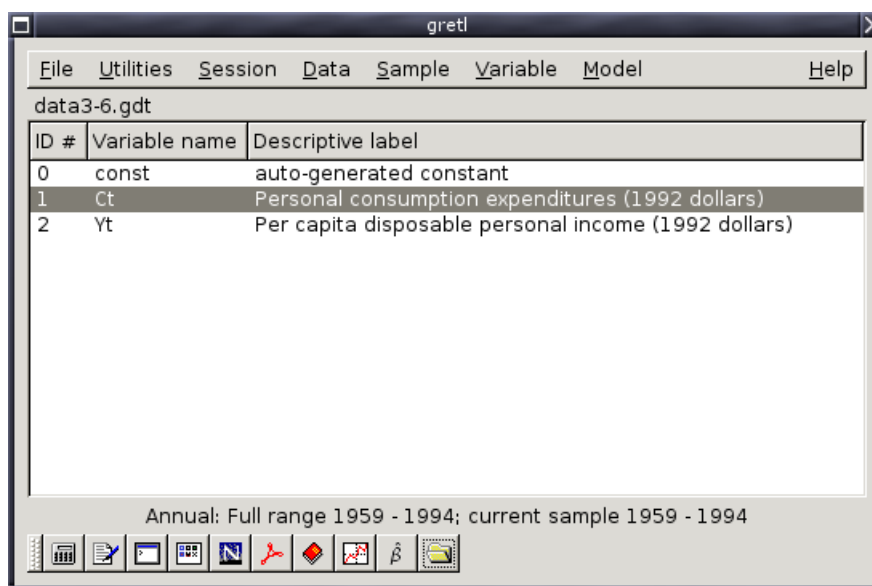 gretl
File Utilities Session Data Sample Variable Model Help
data3-6.gdt
ID # Variable name Descriptive label
0 const auto-generated constant
1 Ct Personal consumption expenditures (1992 dollars)
2 Yt Per capita disposable personal income (1992 dollars)
Annual: Full range 1959 - 1994; current sample 1959 - 1994
β̂